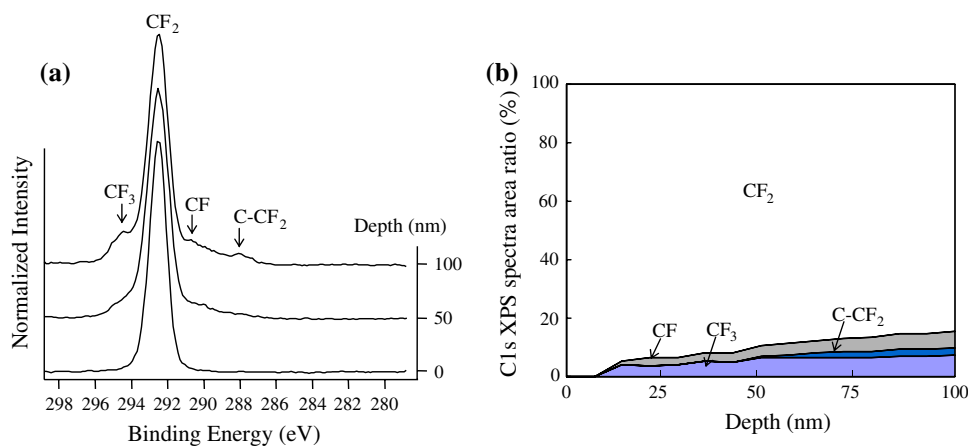 (a)
CF2
CF3
CF
C-CF2
Depth (nm)
100
50
0
Normalized Intensity
298 296 294 292 290 288 286 284 282 280
Binding Energy (eV)
(b)
C1s XPS spectra area ratio (%)
100
80
60
40
20
0
CF2
CF
CF3
C-CF2
0 25 50 75 100
Depth (nm)